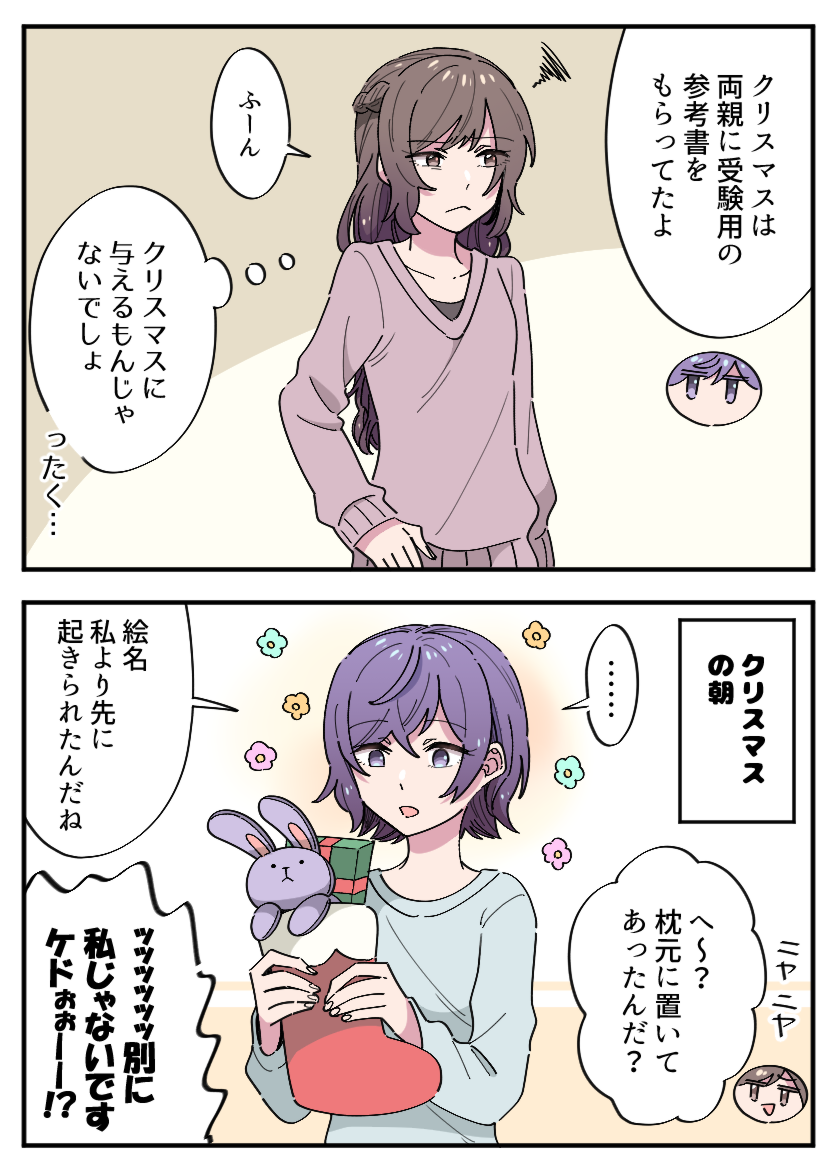 クリスマスは
両親に受験用の
参考書を
もらってたよ
ふーん
クリスマスに
与えるもんじゃ
ないでしょ
ったく…
クリスマス
の朝
……
絵名
私より先に
起きられたんだね
へ〜?
枕元に置いて
あったんだ?
ニヤニヤ
ッッッッッッ別に
私じゃないです
ケドぉぉーー!?